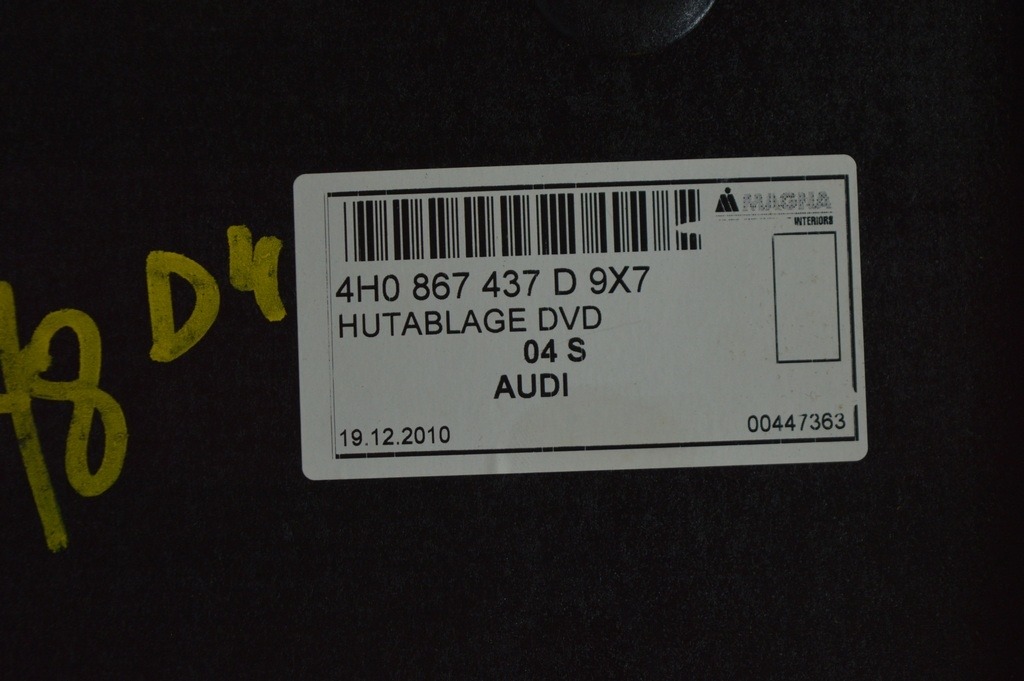 MAGNA
INTERIORS
4H0 867 437 D 9X7
HUTABLAGE DVD
04 S
AUDI
19.12.2010
00447363
D4